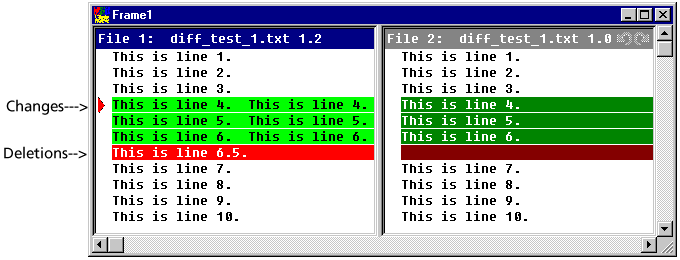 Frame1
File 1:  diff_test_1.txt 1.2
This is line 1.
This is line 2.
This is line 3.
Changes--->
This is line 4.  This is line 4.
This is line 5.  This is line 5.
This is line 6.  This is line 6.
Deletions-->
This is line 6.5.
This is line 7.
This is line 8.
This is line 9.
This is line 10.
File 2:  diff_test_1.txt 1.0
This is line 1.
This is line 2.
This is line 3.
This is line 4.
This is line 5.
This is line 6.
This is line 7.
This is line 8.
This is line 9.
This is line 10.